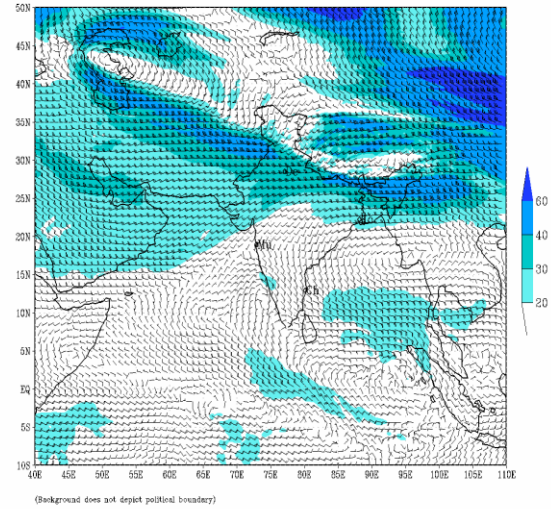 50N
45N
40N
35N
30N
25N
20N
15N
10N
5N
EQ
5S
10S
40E 45E 50E 55E 60E 65E 70E 75E 80E 85E 90E 95E 100E 105E 110E
De
Mu
Ch
60
40
30
20
(Background does not depict political boundary)